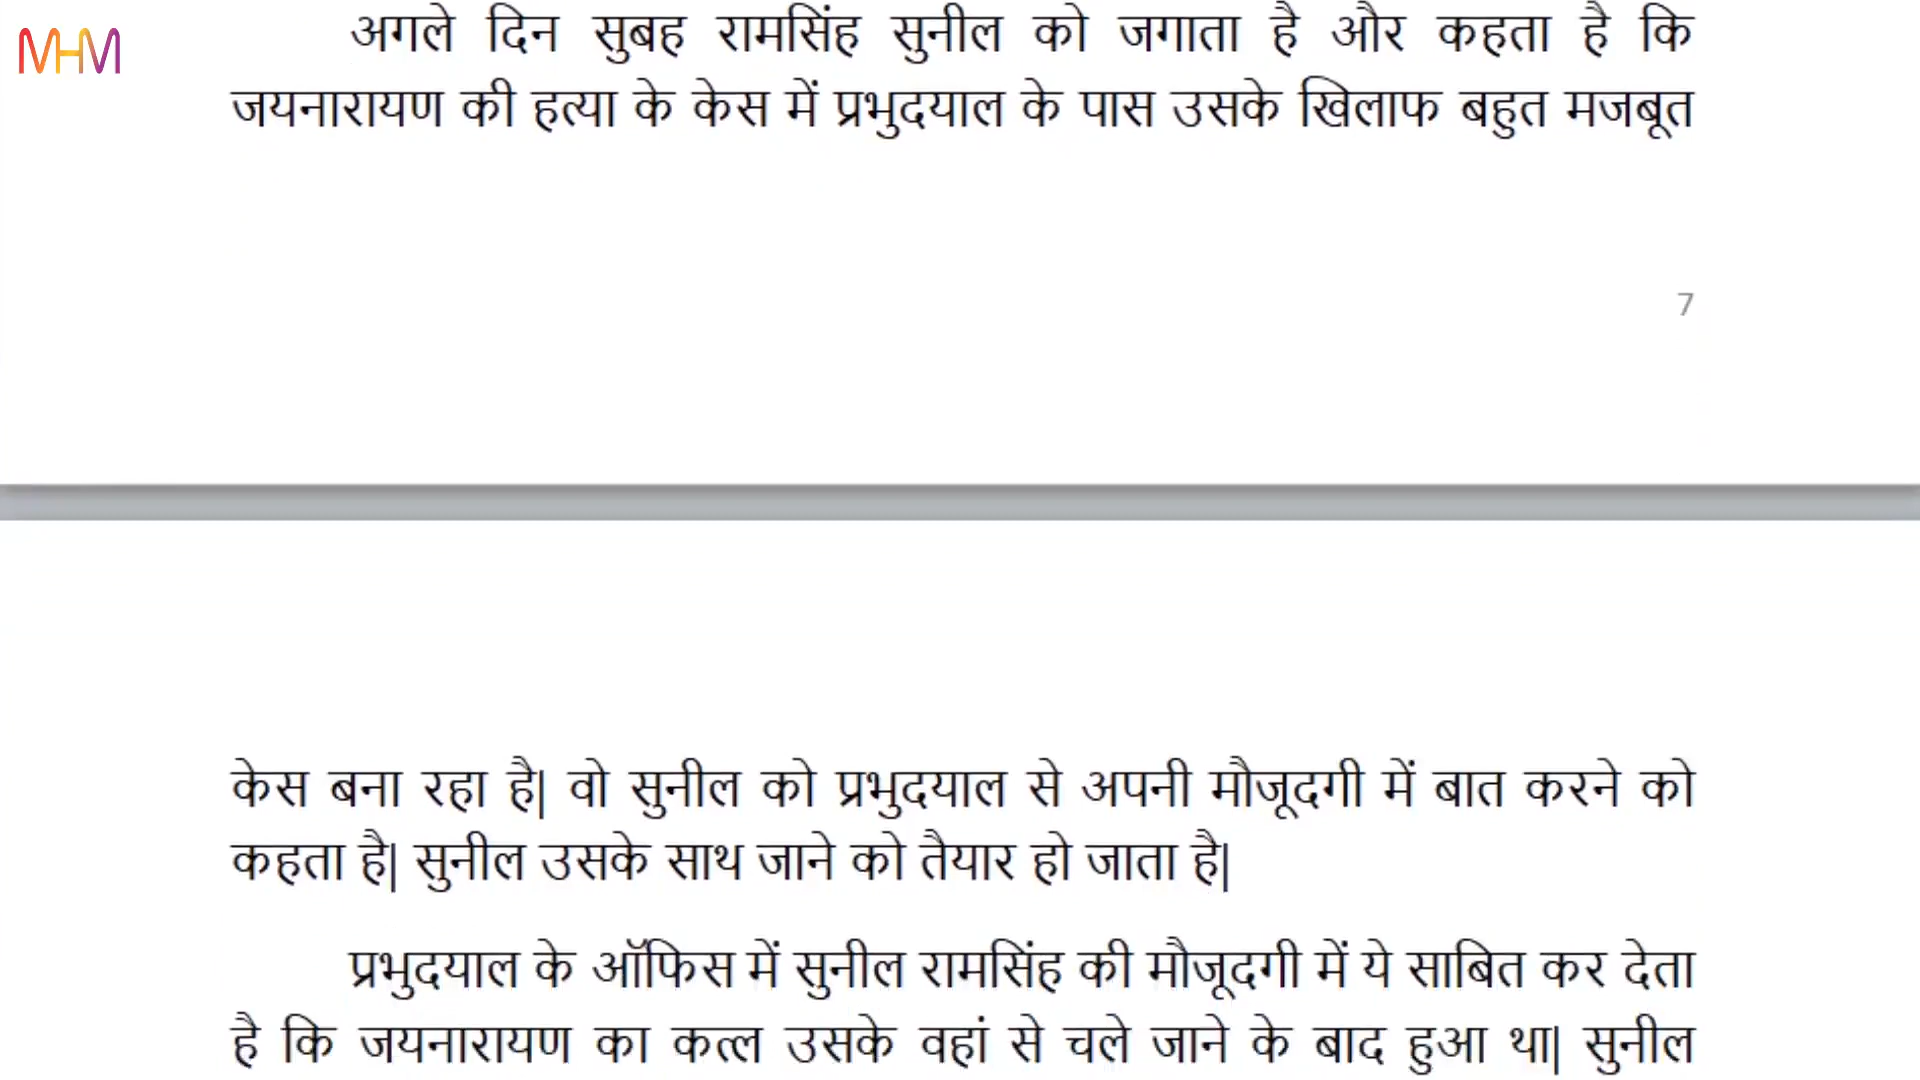 MHM
अगले दिन सुबह रामसिंह सुनील को जगाता है और कहता है कि
जयनारायण की हत्या के केस में प्रभुदयाल के पास उसके खिलाफ बहुत मजबूत
7
केस बना रहा है| वो सुनील को प्रभुदयाल से अपनी मौजूदगी में बात करने को
कहता है| सुनील उसके साथ जाने को तैयार हो जाता है|
प्रभुदयाल के ऑफिस में सुनील रामसिंह की मौजूदगी में ये साबित कर देता
है कि जयनारायण का कत्ल उसके वहां से चले जाने के बाद हुआ था| सुनील